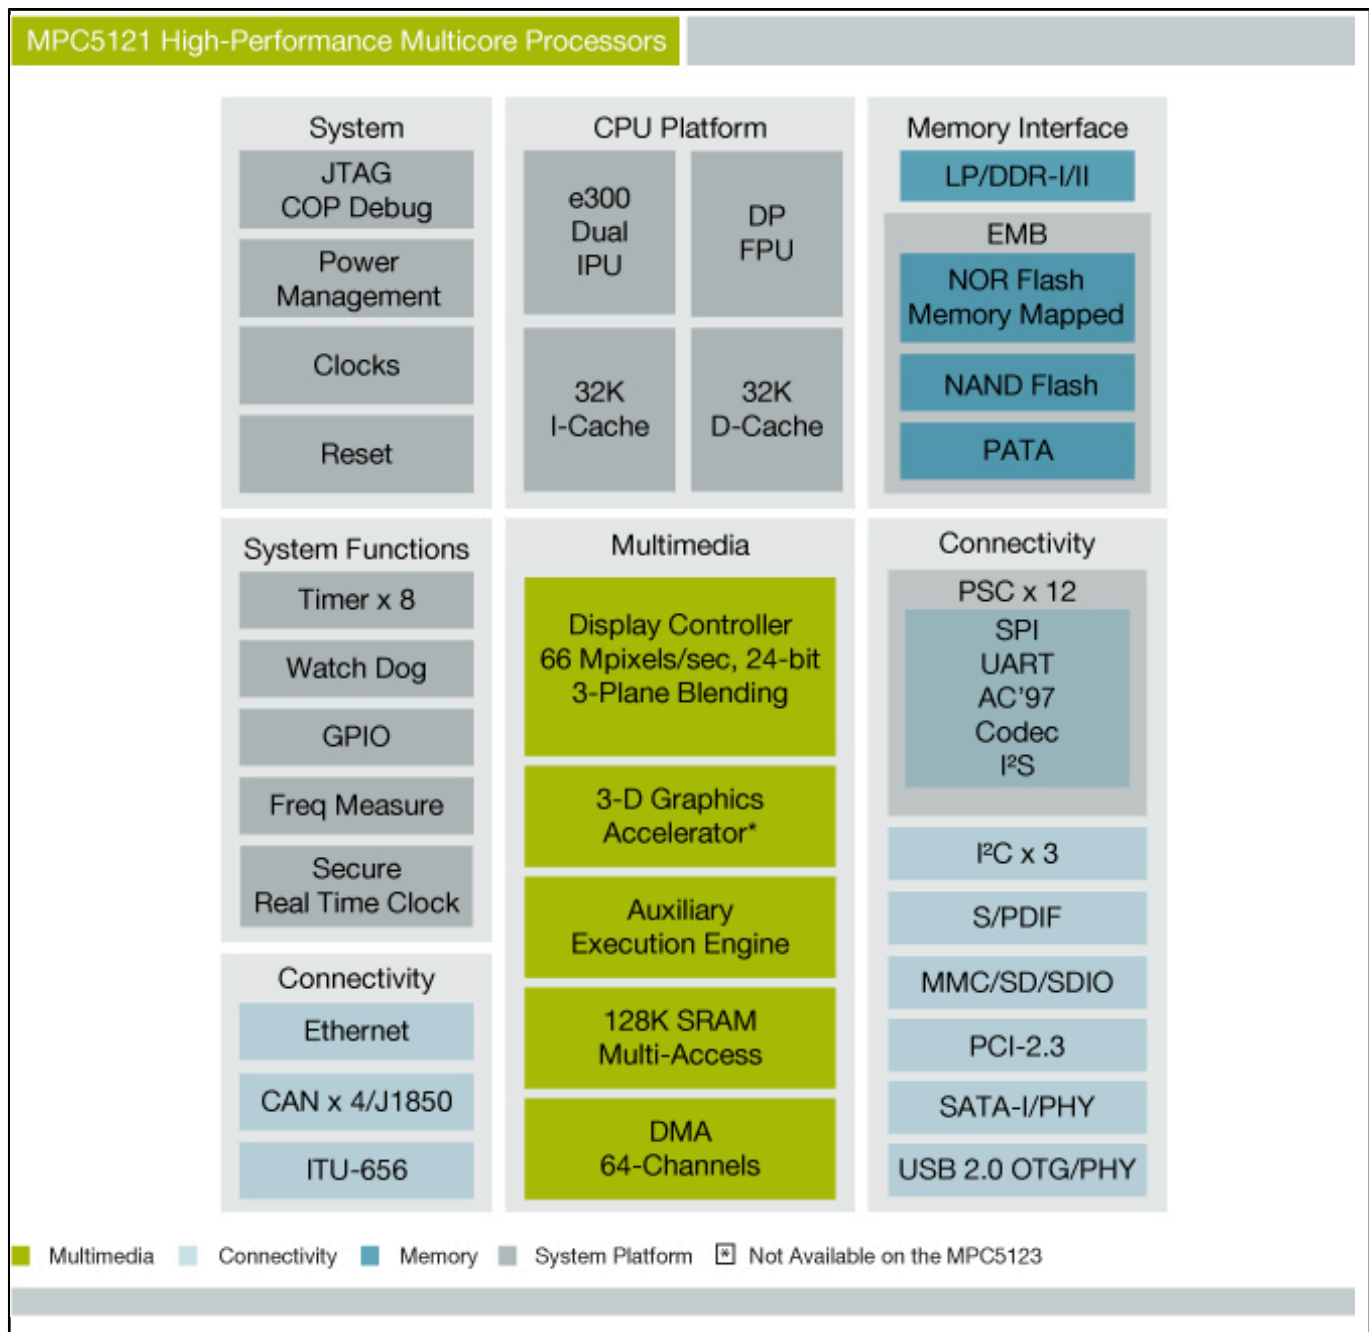 MPC5121 High-Performance Multicore Processors
System
JTAG
COP Debug
Power
Management
Clocks
Reset
CPU Platform
e300
Dual
IPU
DP
FPU
32K
I-Cache
32K
D-Cache
Memory Interface
LP/DDR-I/II
EMB
NOR Flash
Memory Mapped
NAND Flash
PATA
System Functions
Timer x 8
Watch Dog
GPIO
Freq Measure
Secure
Real Time Clock
Connectivity
Ethernet
CAN x 4/J1850
ITU-656
Multimedia
Display Controller
66 Mpixels/sec, 24-bit
3-Plane Blending
3-D Graphics
Accelerator*
Auxiliary
Execution Engine
128K SRAM
Multi-Access
DMA
64-Channels
Connectivity
PSC x 12
SPI
UART
AC’97
Codec
I²S
I²C x 3
S/PDIF
MMC/SD/SDIO
PCI-2.3
SATA-I/PHY
USB 2.0 OTG/PHY
Multimedia Connectivity Memory System Platform * Not Available on the MPC5123